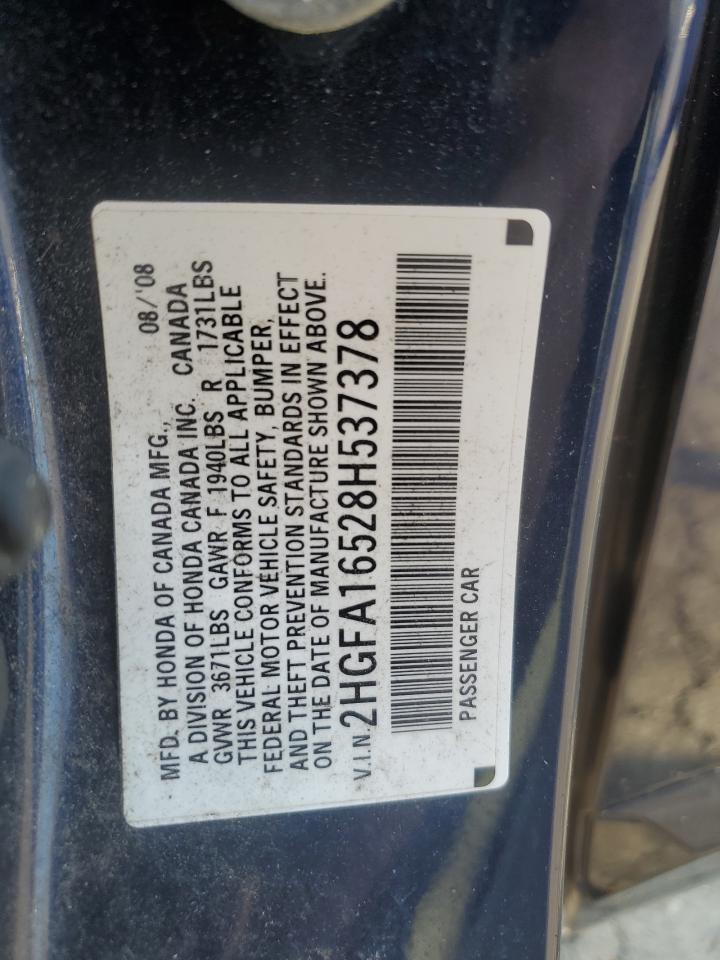 MFD. BY HONDA OF CANADA MFG., 08/'08
A DIVISION OF HONDA CANADA INC. CANADA
GVWR 3671LBS GAWR F 1940LBS R 1731LBS
THIS VEHICLE CONFORMS TO ALL APPLICABLE
FEDERAL MOTOR VEHICLE SAFETY, BUMPER,
AND THEFT PREVENTION STANDARDS IN EFFECT
ON THE DATE OF MANUFACTURE SHOWN ABOVE.
V.I.N. 2HGFA16528H537378
PASSENGER CAR